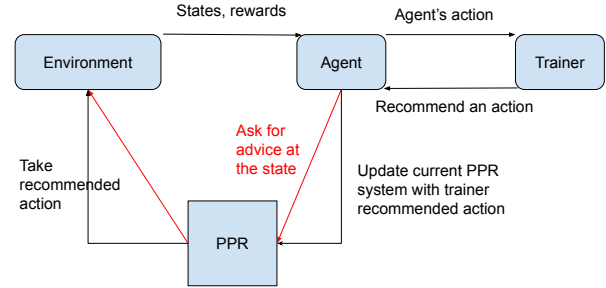 States, rewards
Agent's action
Environment
Agent
Trainer
Recommend an action
Ask for
advice at
the state
Take
recommended
action
Update current PPR
system with trainer
recommended action
PPR